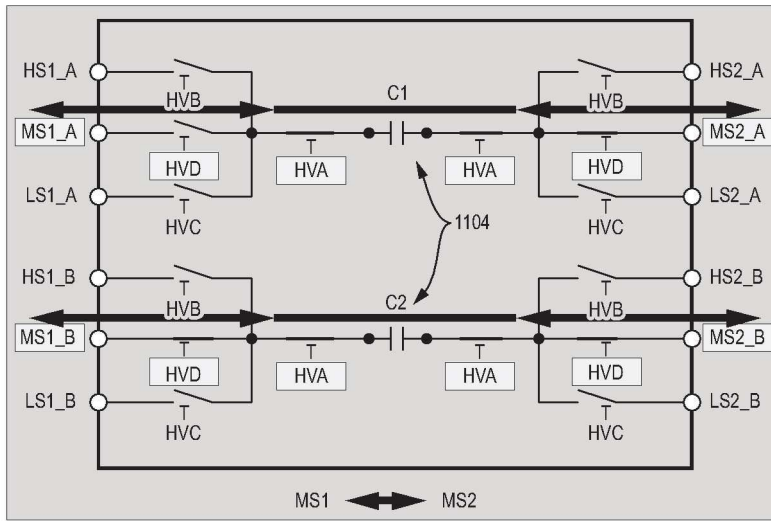 HS1_A
HVB
C1
HVB
HS2_A
MS1_A
MS2_A
HVD
HVA
HVA
HVD
LS1_A
LS2_A
HVC
1104
HVC
HS1_B
HS2_B
HVB
C2
HVB
MS1_B
MS2_B
HVD
HVA
HVA
HVD
LS1_B
LS2_B
HVC
HVC
MS1 MS2